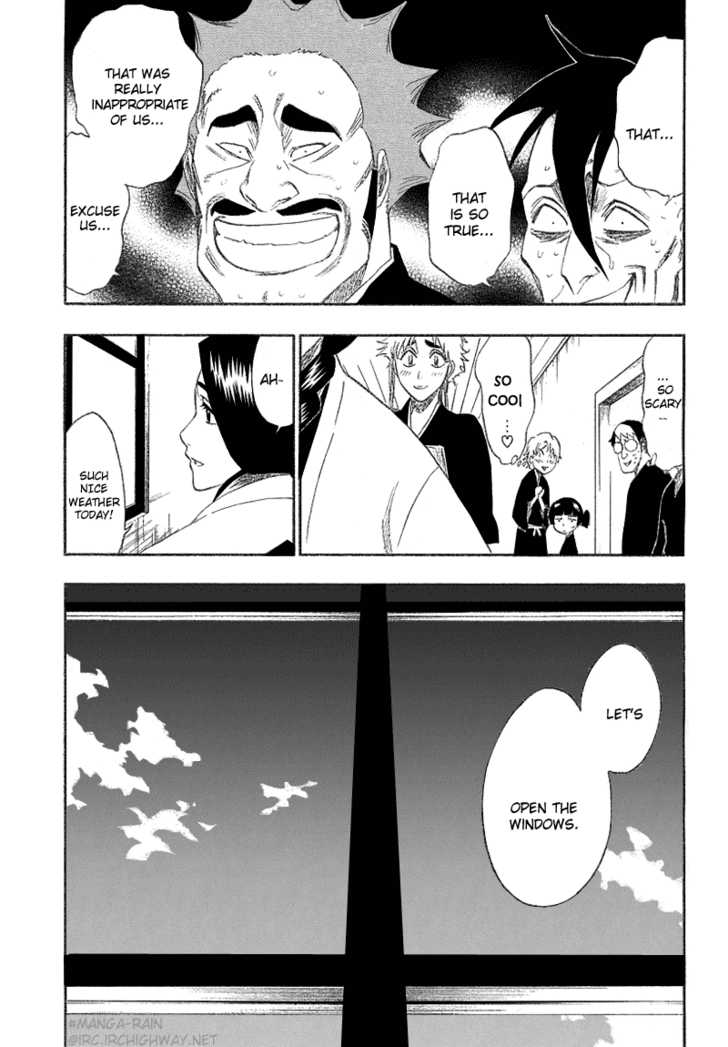 THAT...
THAT
IS SO
TRUE...
THAT WAS
REALLY
INAPPROPRIATE
OF US...
EXCUSE
US...
...
SO
SCARY
...
SO
COOL
...
♡
AH~
SUCH
NICE
WEATHER
TODAY!
LET'S
OPEN THE
WINDOWS.
#MANGA-RAIN
@IRC.IRCHIGHWAY.NET